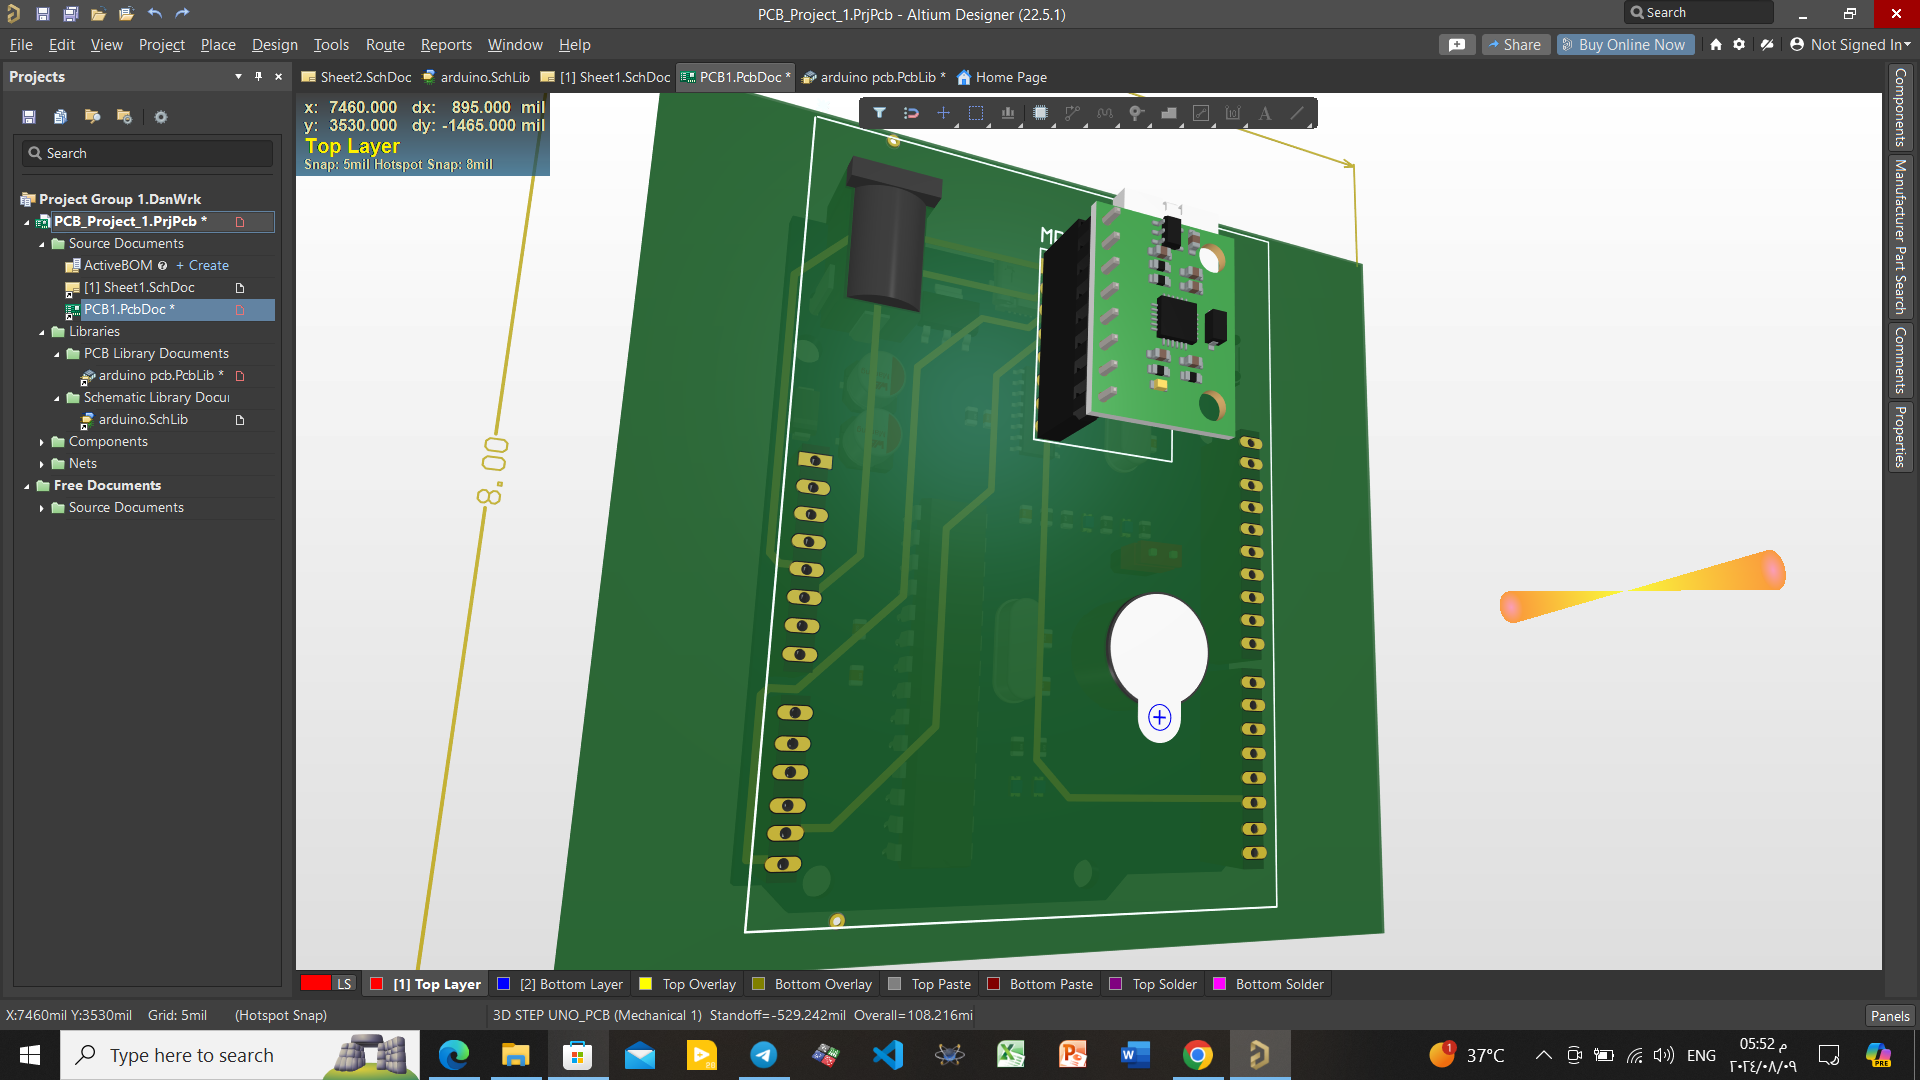 PCB_Project_1.PrjPcb - Altium Designer (22.5.1)
Search
File Edit View Project Place Design Tools Route Reports Window Help
Share
Buy Online Now
Not Signed In
Projects
Sheet2.SchDoc
arduino.SchLib
[1] Sheet1.SchDoc
PCB1.PcbDoc *
arduino pcb.PcbLib *
Home Page
x: 7460.000 dx: 895.000 mil
y: 3530.000 dy: -1465.000 mil
Top Layer
Snap: 5mil Hotspot Snap: 8mil
Search
Project Group 1.DsnWrk
PCB_Project_1.PrjPcb *
Source Documents
ActiveBOM + Create
[1] Sheet1.SchDoc
PCB1.PcbDoc *
Libraries
PCB Library Documents
arduino pcb.PcbLib *
Schematic Library Docu
arduino.SchLib
Components
Nets
Free Documents
Source Documents
8.00
Components
Manufacturer Part Search
Comments
Properties
LS
[1] Top Layer
[2] Bottom Layer
Top Overlay
Bottom Overlay
Top Paste
Bottom Paste
Top Solder
Bottom Solder
X:7460mil Y:3530mil Grid: 5mil (Hotspot Snap)
3D STEP UNO_PCB (Mechanical 1) Standoff=-529.242mil Overall=108.216mi
Panels
Type here to search
37°C
ENG
05:52 م
٢٠٢٤/٠٨/٠٩